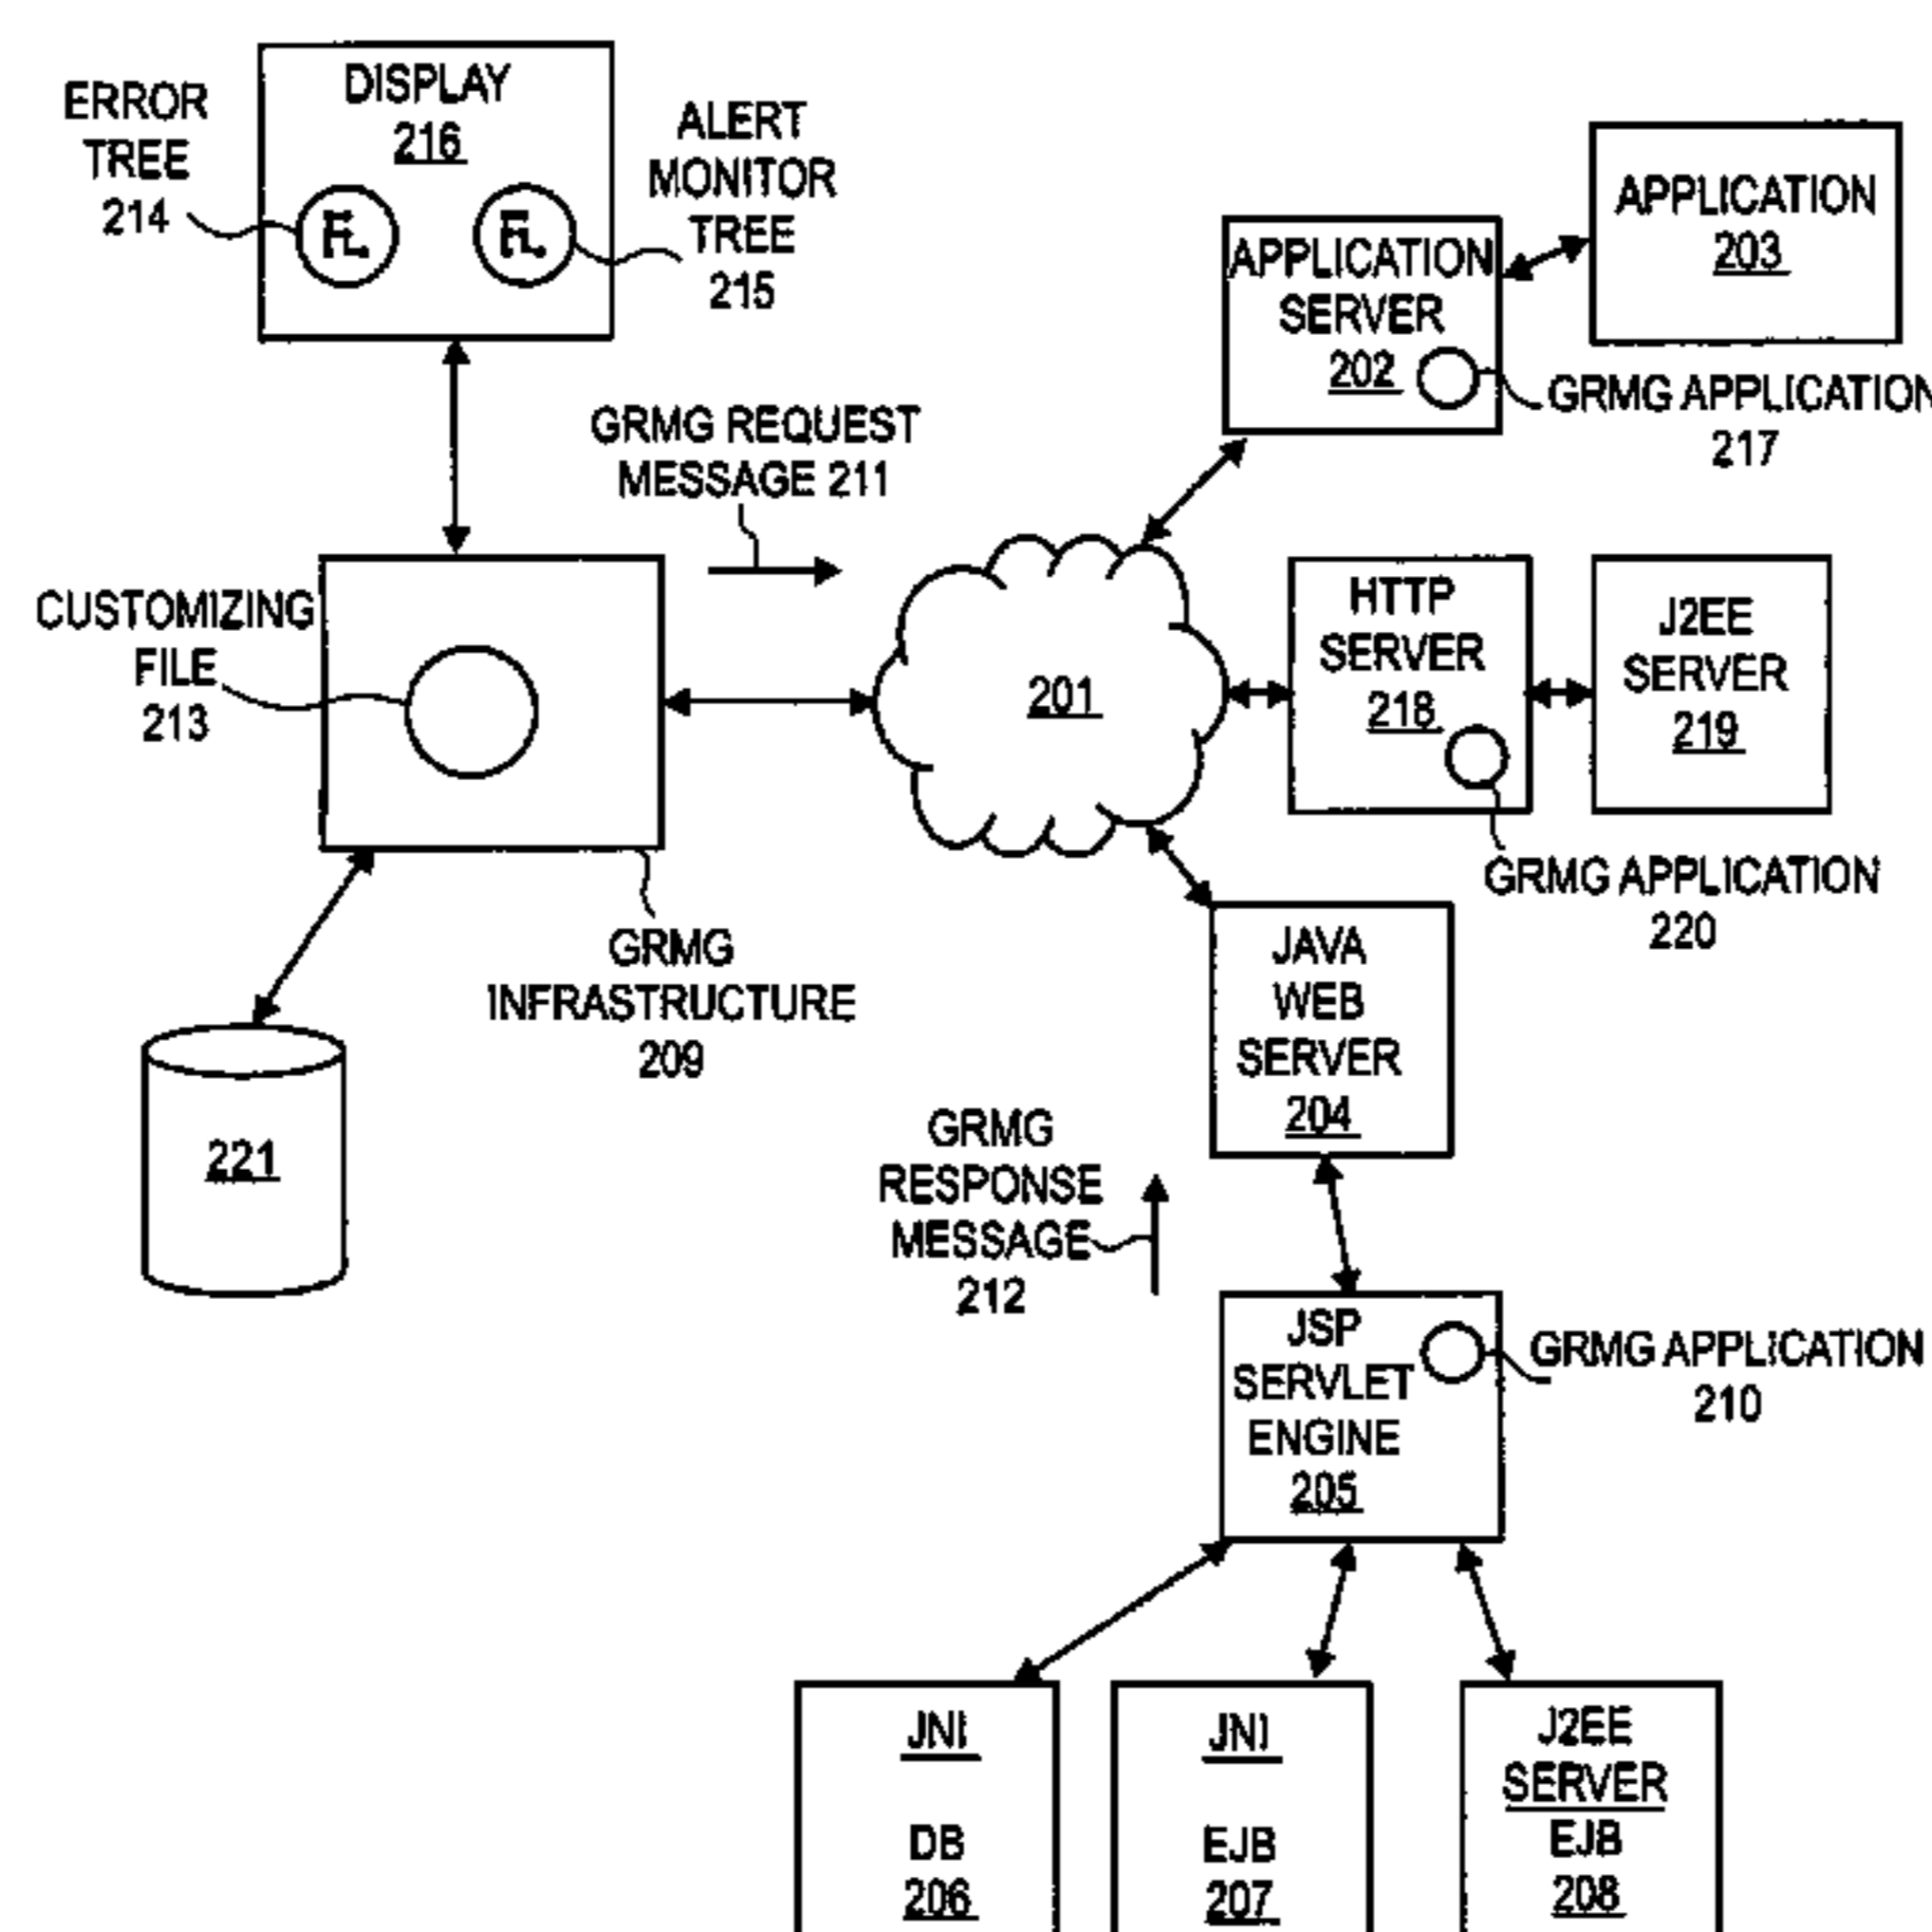 DISPLAY
216
ERROR
TREE
214
ALERT
MONITOR
TREE
215
APPLICATION
203
APPLICATION
SERVER
202
GRMG APPLICATION
217
GRMG REQUEST
MESSAGE 211
CUSTOMIZING
FILE
213
201
HTTP
SERVER
218
J2EE
SERVER
219
GRMG APPLICATION
220
GRMG
INFRASTRUCTURE
209
JAVA
WEB
SERVER
204
221
GRMG
RESPONSE
MESSAGE
212
JSP
SERVLET
ENGINE
205
GRMG APPLICATION
210
JNI
DB
206
JNI
EJB
207
J2EE
SERVER
EJB
208